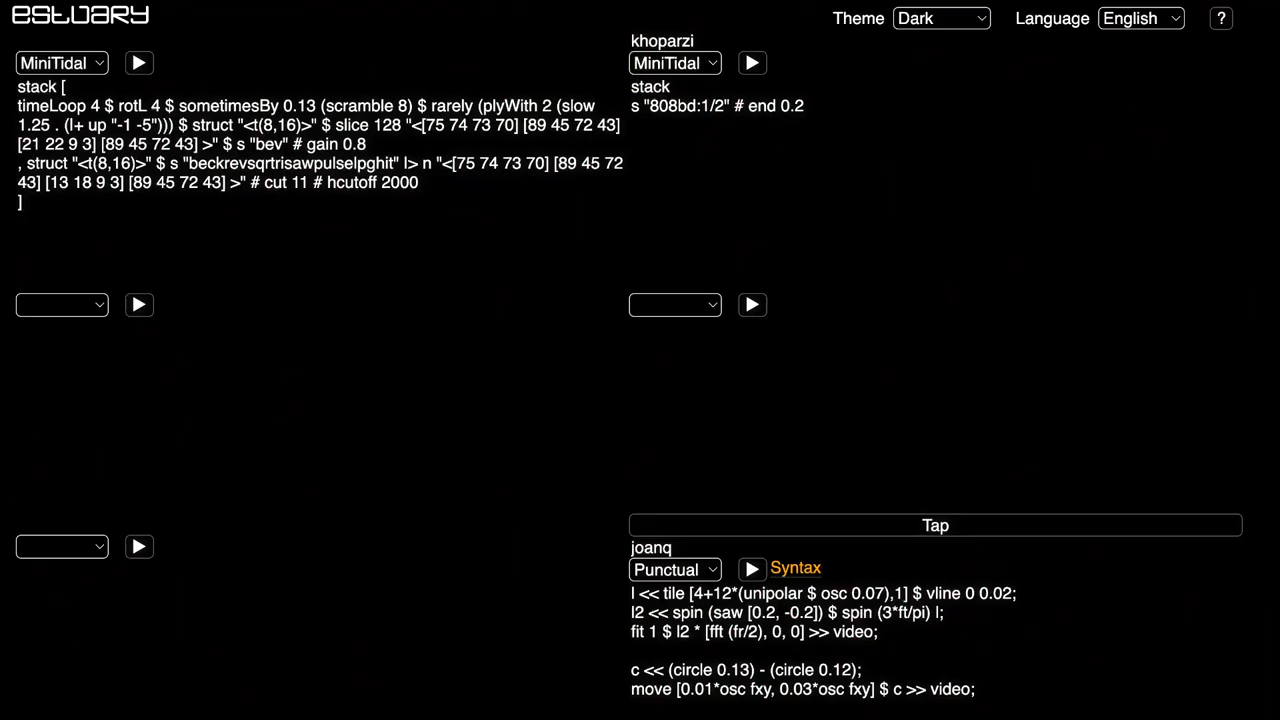 estuary
Theme Dark Language English ?
MiniTidal
stack [
timeLoop 4 $ rotL 4 $ sometimesBy 0.13 (scramble 8) $ rarely (plyWith 2 (slow
1.25 . (|+ up "-1 -5"))) $ struct "<t(8,16)>" $ slice 128 "<[75 74 73 70] [89 45 72 43]
[21 22 9 3] [89 45 72 43] >" $ s "bev" # gain 0.8
, struct "<t(8,16)>" $ s "beckrevsqrtrisawpulselpghit" |> n "<[75 74 73 70] [89 45 72
43] [13 18 9 3] [89 45 72 43] >" # cut 11 # hcutoff 2000
]
khoparzi
MiniTidal
stack
s "808bd:1/2" # end 0.2
Tap
joanq
Punctual Syntax
l << tile [4+12*(unipolar $ osc 0.07),1] $ vline 0 0.02;
l2 << spin (saw [0.2, -0.2]) $ spin (3*ft/pi) l;
fit 1 $ l2 * [fft (fr/2), 0, 0] >> video;
c << (circle 0.13) - (circle 0.12);
move [0.01*osc fxy, 0.03*osc fxy] $ c >> video;